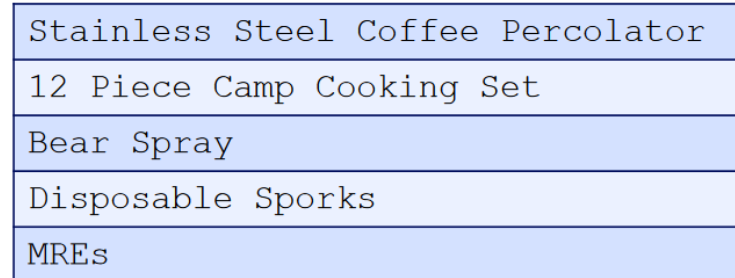 Stainless Steel Coffee Percolator
12 Piece Camp Cooking Set
Bear Spray
Disposable Sporks
MREs